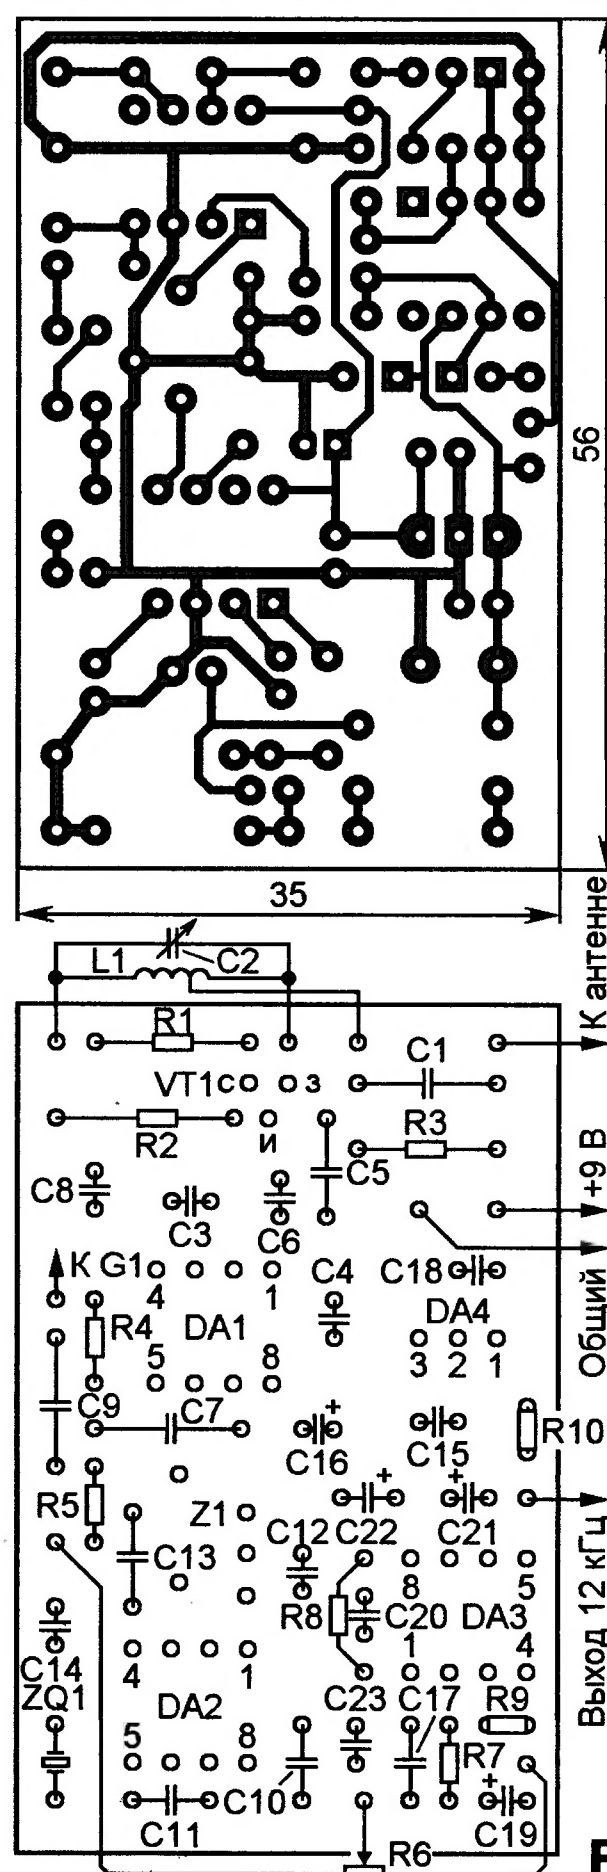 56
35
К антенне
L1
C2
R1
C1
VT1
с
з
R2
и
R3
C5
C8
C3
C6
+9 В
К G1
C4
C18
Общий
4
1
DA1
DA4
R4
5
8
3
2
1
C9
C7
+
C16
C15
R10
R5
Z1
+
+
C12
C22
C21
Выход 12 кГц
C13
8
5
R8
C20
DA3
C14
4
1
1
4
ZQ1
DA2
C23
C17
R9
5
8
R7
C10
C11
+
C19
R6